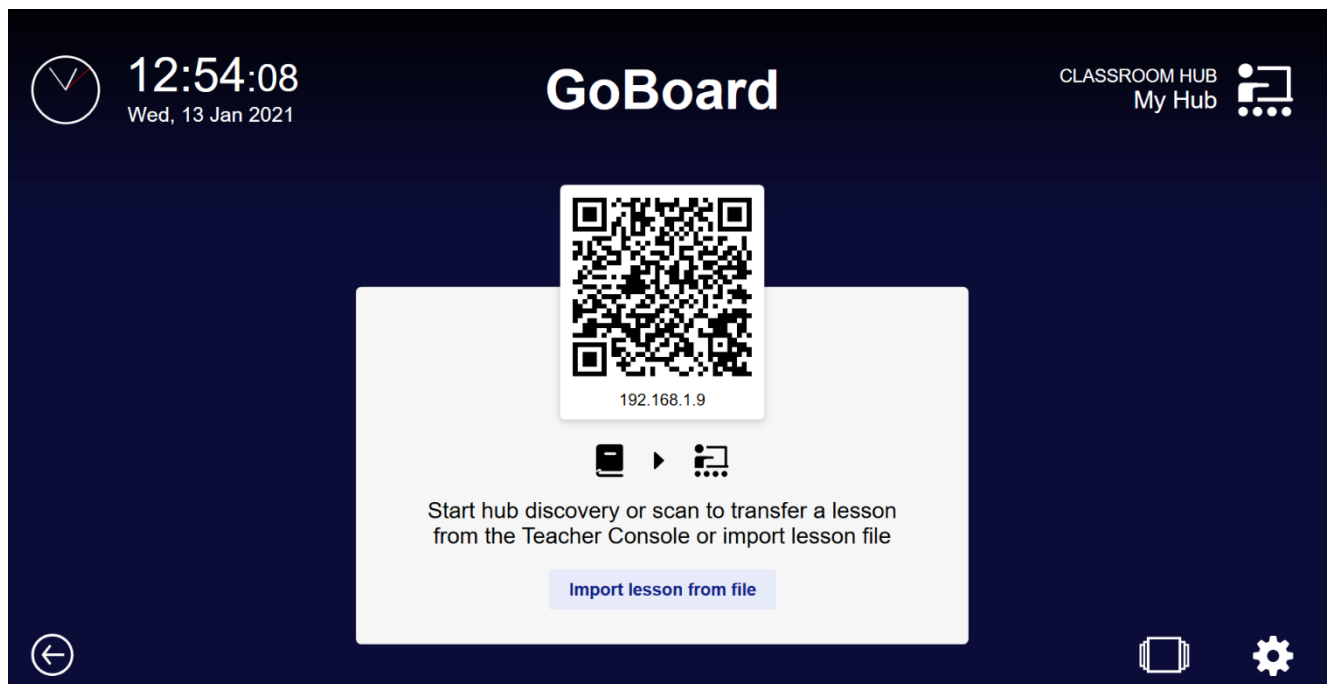 12:54:08
Wed, 13 Jan 2021
GoBoard
CLASSROOM HUB
My Hub
192.168.1.9
Start hub discovery or scan to transfer a lesson
from the Teacher Console or import lesson file
Import lesson from file